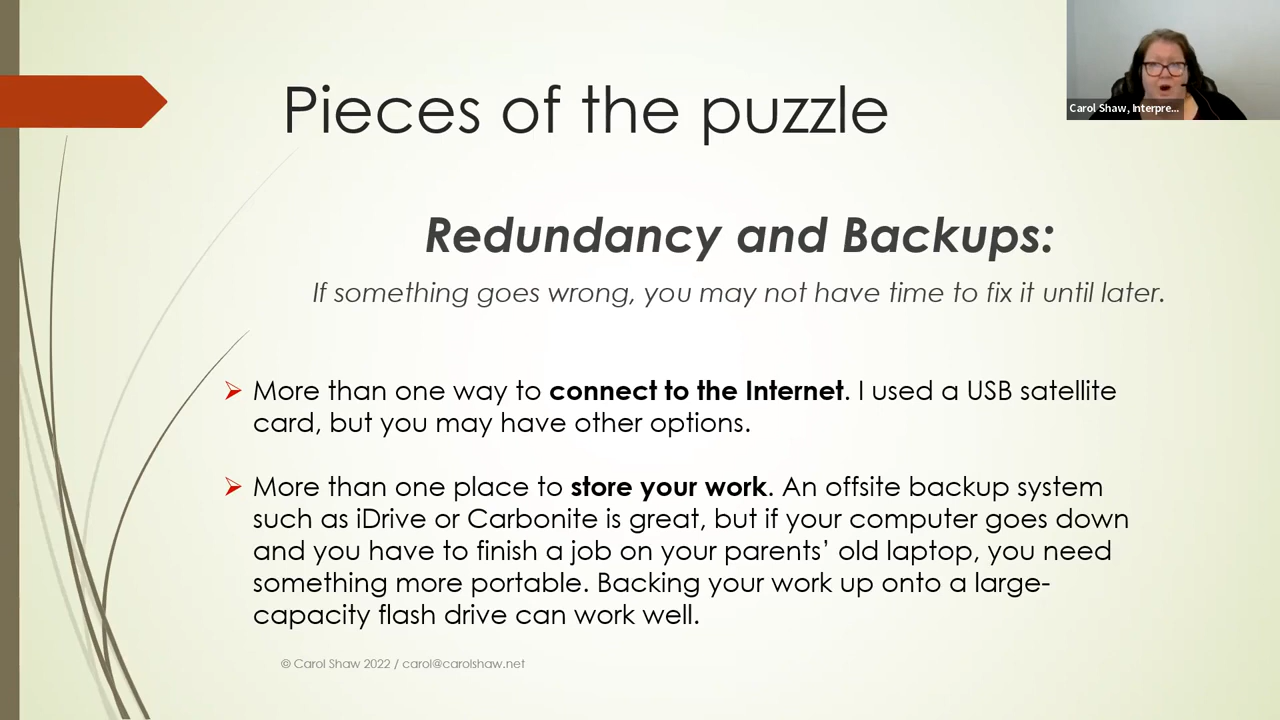 Carol Shaw, Interpre...
Pieces of the puzzle
Redundancy and Backups:
If something goes wrong, you may not have time to fix it until later.
➢ More than one way to connect to the Internet. I used a USB satellite
card, but you may have other options.
➢ More than one place to store your work. An offsite backup system
such as iDrive or Carbonite is great, but if your computer goes down
and you have to finish a job on your parents’ old laptop, you need
something more portable. Backing your work up onto a large-
capacity flash drive can work well.
© Carol Shaw 2022 / carol@carolshaw.net